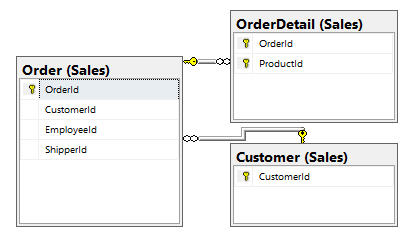 OrderDetail (Sales)
OrderId
ProductId
Order (Sales)
OrderId
CustomerId
EmployeeId
ShipperId
Customer (Sales)
CustomerId